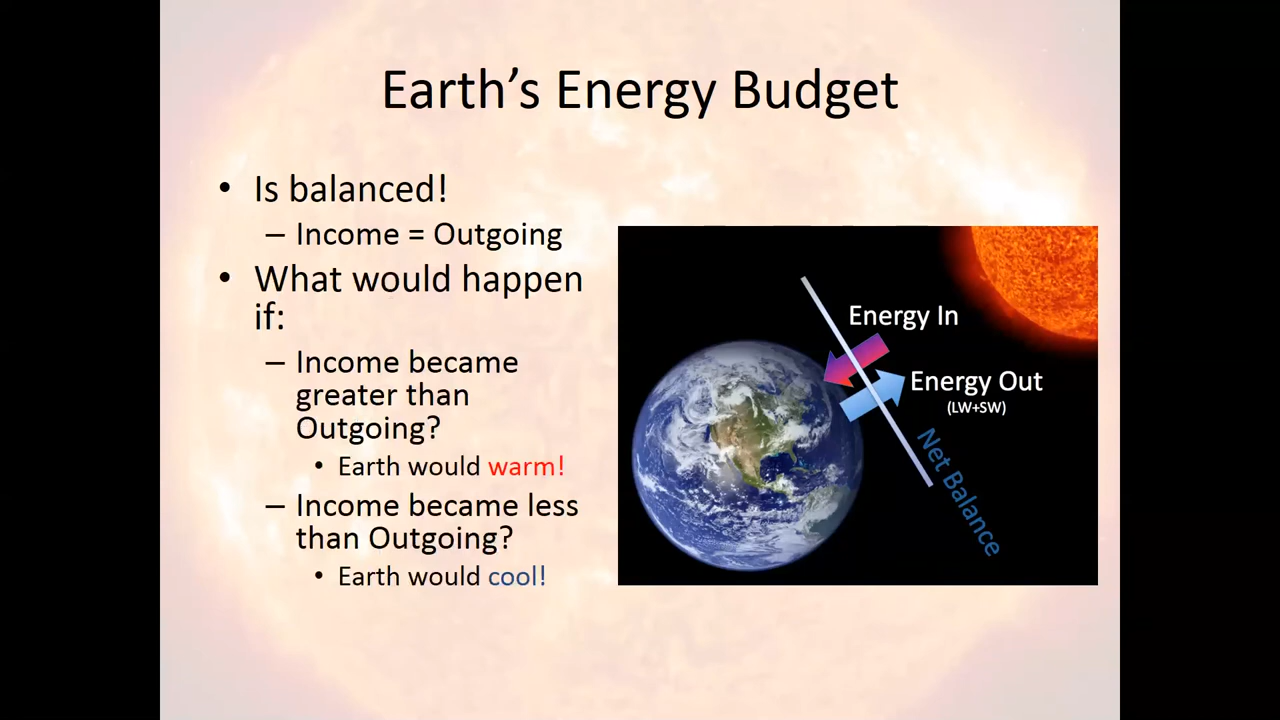 Earth's Energy Budget
• Is balanced!
– Income = Outgoing
• What would happen
if:
– Income became
greater than
Outgoing?
• Earth would warm!
– Income became less
than Outgoing?
• Earth would cool!
Energy In
Energy Out
(LW+SW)
Net Balance